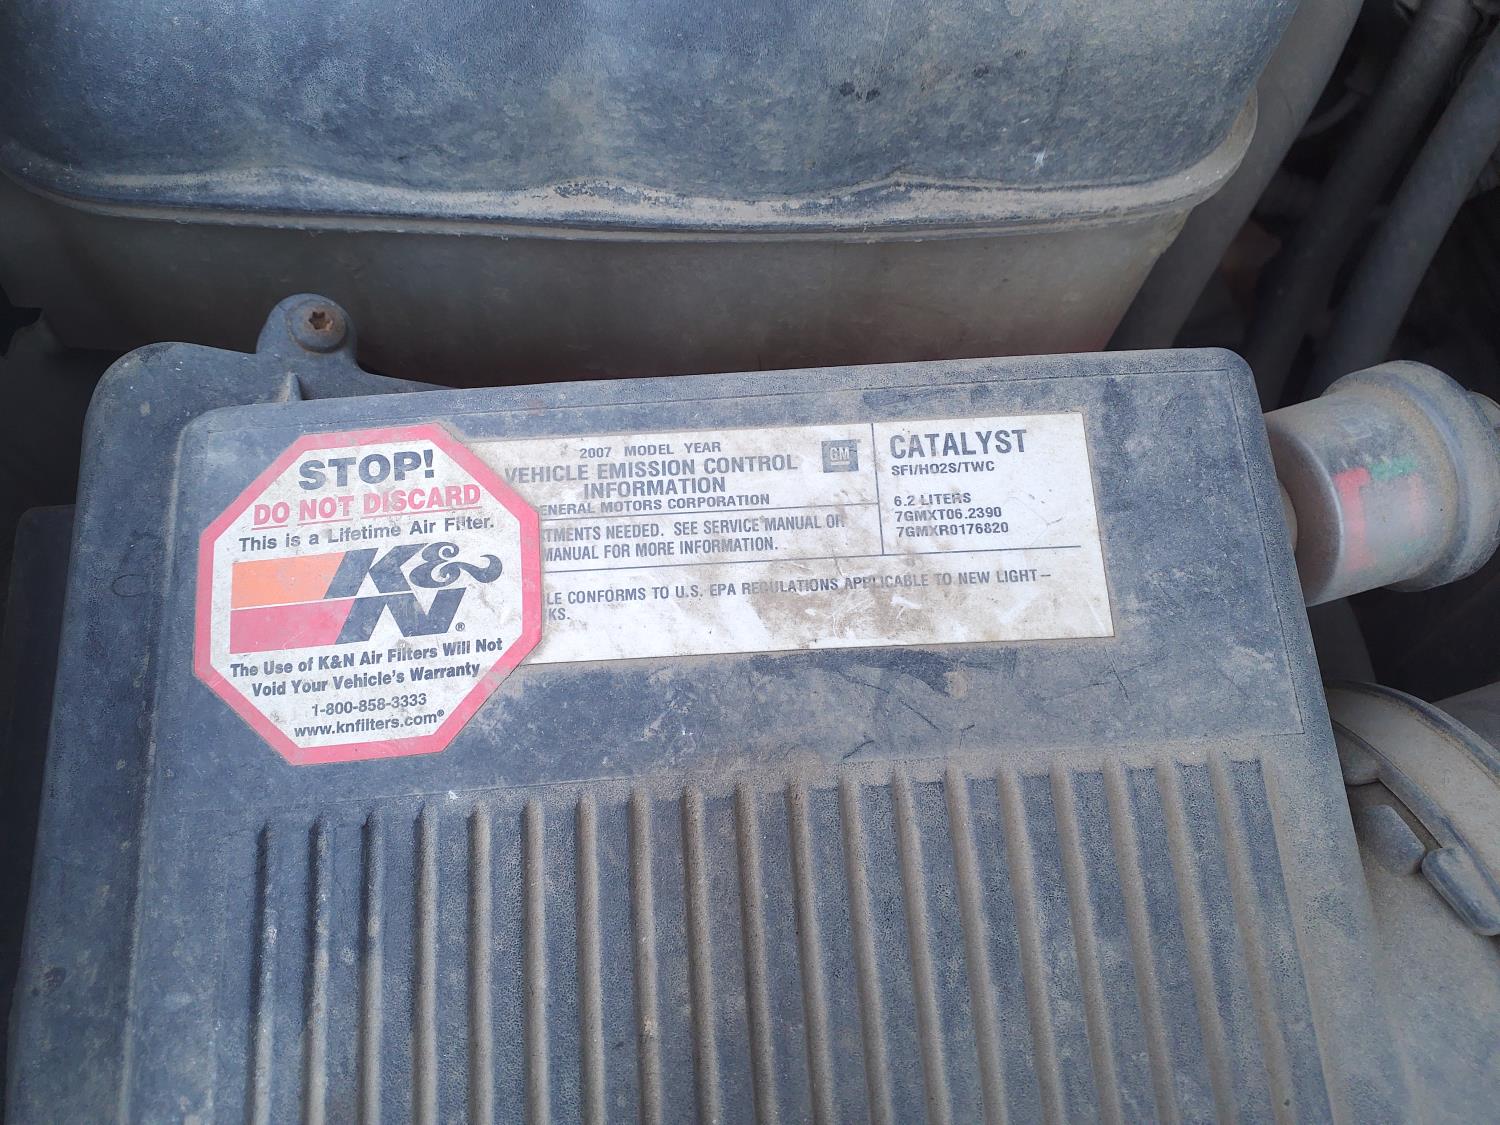 STOP!
DO NOT DISCARD
This is a Lifetime Air Filter.
K&N®
The Use of K&N Air Filters Will Not
Void Your Vehicle's Warranty
1-800-858-3333
www.knfilters.com®
2007 MODEL YEAR
VEHICLE EMISSION CONTROL
INFORMATION
ENERAL MOTORS CORPORATION
GM
TMENTS NEEDED. SEE SERVICE MANUAL OR
MANUAL FOR MORE INFORMATION.
LE CONFORMS TO U.S. EPA REGULATIONS APPLICABLE TO NEW LIGHT-
KS.
CATALYST
SFI/HO2S/TWC
6.2 LITERS
7GMXT06.2390
7GMXR0176820